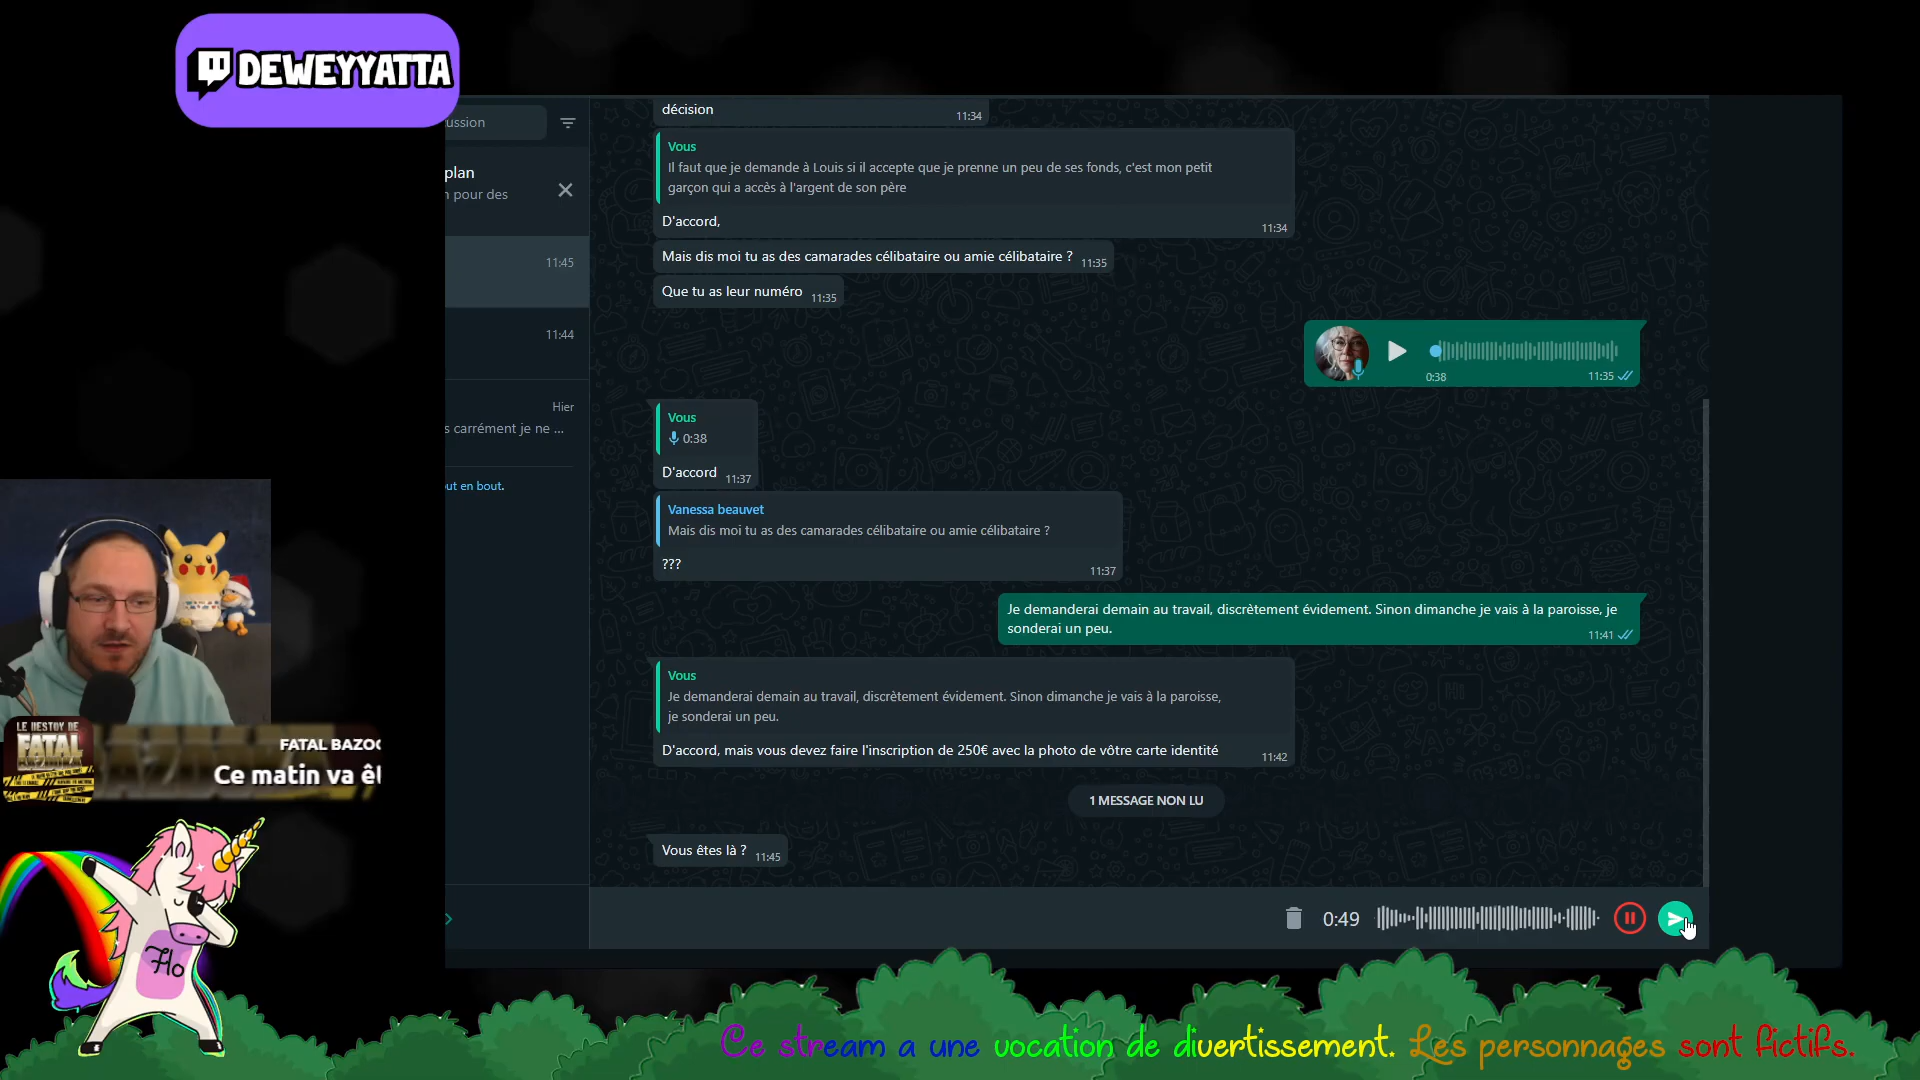 DEWEYYATTA
ussion
plan
pour des
11:45
11:44
Hier
s carrément je ne ...
out en bout.
décision
11:34
Vous
Il faut que je demande à Louis si il accepte que je prenne un peu de ses fonds, c'est mon petit
garçon qui a accès à l'argent de son père
D'accord,
11:34
Mais dis moi tu as des camarades célibataire ou amie célibataire ? 11:35
Que tu as leur numéro 11:35
0:38
11:35
Vous
0:38
D'accord 11:37
Vanessa beauvet
Mais dis moi tu as des camarades célibataire ou amie célibataire ?
???
11:37
Je demanderai demain au travail, discrètement évidement. Sinon dimanche je vais à la paroisse, je
sonderai un peu.
11:41
Vous
Je demanderai demain au travail, discrètement évidement. Sinon dimanche je vais à la paroisse,
je sonderai un peu.
D'accord, mais vous devez faire l'inscription de 250€ avec la photo de vôtre carte identité
11:42
1 MESSAGE NON LU
Vous êtes là ? 11:45
0:49
LE BESTOV DE
FATAL
BAZOOKA
FATAL BAZOO
Ce matin va êt
Flo
Ce stream a une vocation de divertissement. Les personnages sont fictifs.